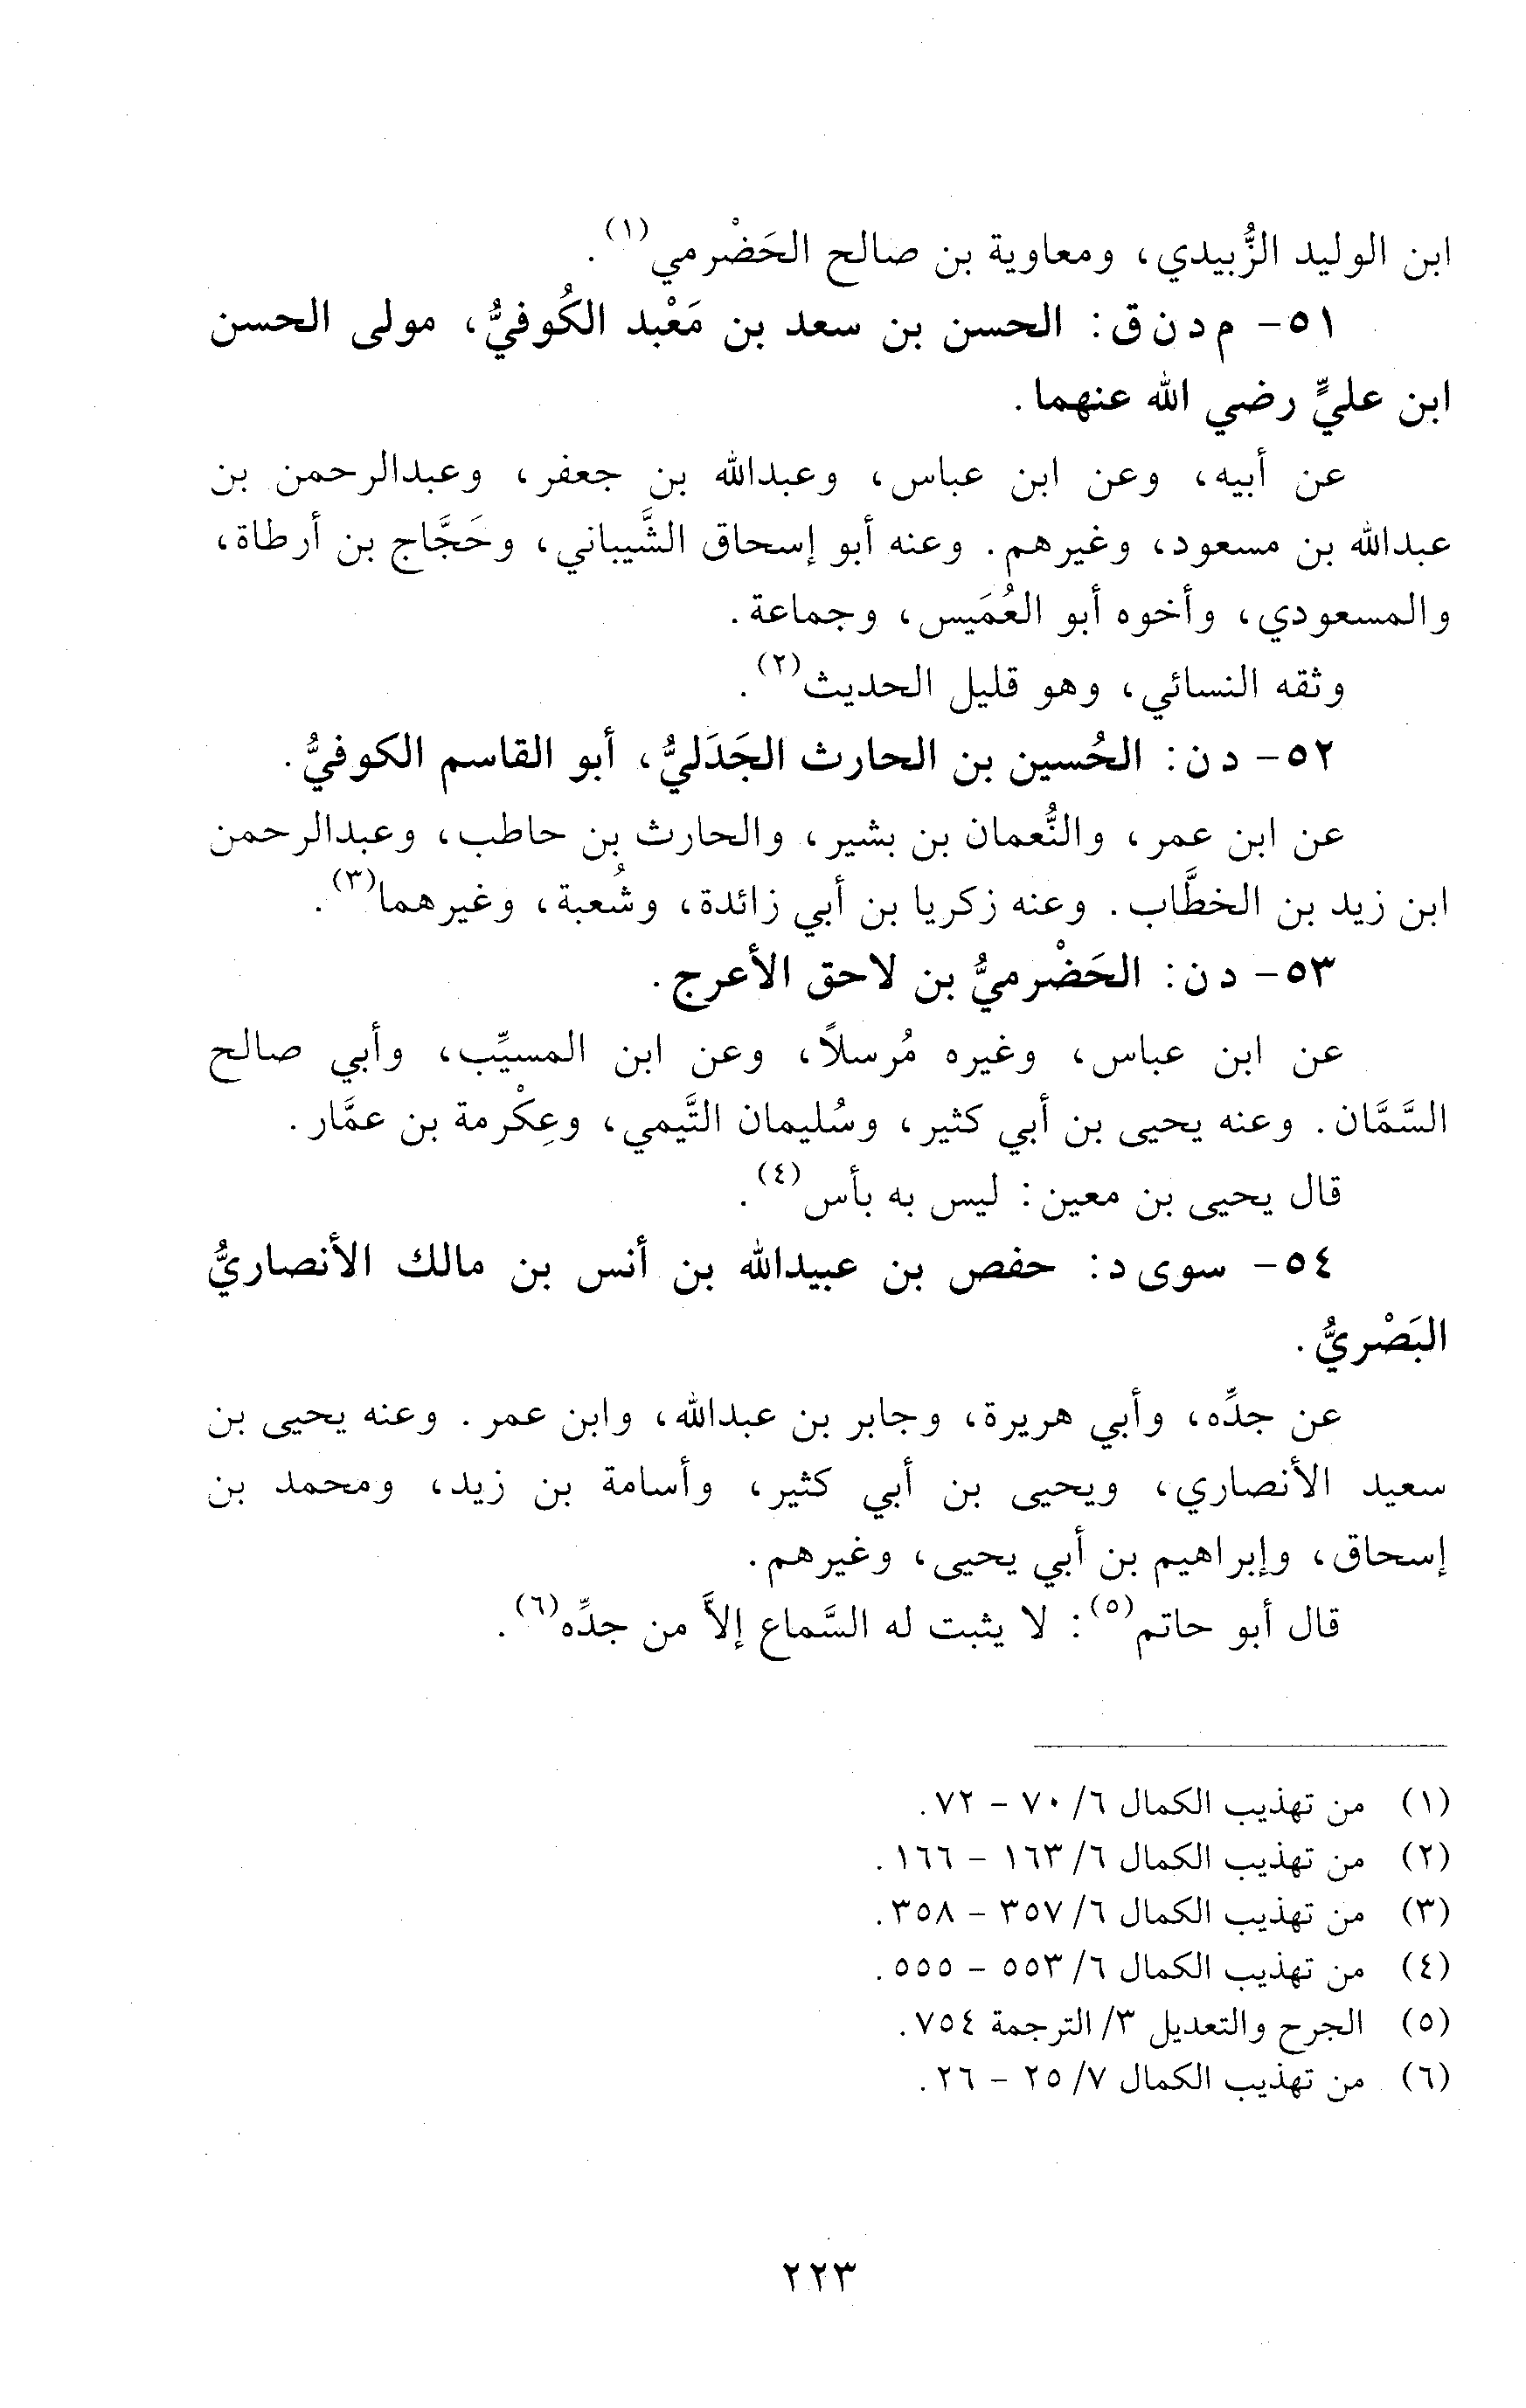 ابن الوليد الزُّبيدي، ومعاوية بن صالح الحَضْرمي(١).
٥١- م د ن ق: الحسن بن سعد بن مَعْبد الكُوفيُّ، مولى الحسن
ابن عليٍّ رضي الله عنهما.
عن أبيه، وعن ابن عباس، وعبدالله بن جعفر، وعبدالرحمن بن
عبدالله بن مسعود، وغيرهم. وعنه أبو إسحاق الشَّيباني، وحَجَّاج بن أرطاة،
والمسعودي، وأخوه أبو العُمَيس، وجماعة.
وثقه النسائي، وهو قليل الحديث(٢).
٥٢- د ن: الحُسين بن الحارث الجَدَليُّ، أبو القاسم الكوفيُّ.
عن ابن عمر، والنُّعمان بن بشير، والحارث بن حاطب، وعبدالرحمن
ابن زيد بن الخطَّاب. وعنه زكريا بن أبي زائدة، وشُعبة، وغيرهما(٣).
٥٣- د ن: الحَضْرميُّ بن لاحق الأعرج.
عن ابن عباس، وغيره مُرسلاً، وعن ابن المسيِّب، وأبي صالح
السَّمَّان. وعنه يحيى بن أبي كثير، وسُليمان التَّيمي، وعِكْرمة بن عمَّار.
قال يحيى بن معين: ليس به بأس(٤).
٥٤- سوى د: حفص بن عبيدالله بن أنس بن مالك الأنصاريُّ
البَصْريُّ.
عن جدِّه، وأبي هريرة، وجابر بن عبدالله، وابن عمر. وعنه يحيى بن
سعيد الأنصاري، ويحيى بن أبي كثير، وأسامة بن زيد، ومحمد بن
إسحاق، وإبراهيم بن أبي يحيى، وغيرهم.
قال أبو حاتم(٥): لا يثبت له السَّماع إلاَّ من جدِّه(٦).
(١) من تهذيب الكمال ٦/ ٧٠ - ٧٢.
(٢) من تهذيب الكمال ٦/ ١٦٣ - ١٦٦.
(٣) من تهذيب الكمال ٦/ ٣٥٧ - ٣٥٨.
(٤) من تهذيب الكمال ٦/ ٥٥٣ - ٥٥٥.
(٥) الجرح والتعديل ٣/ الترجمة ٧٥٤.
(٦) من تهذيب الكمال ٧/ ٢٥ - ٢٦.
٢٢٣